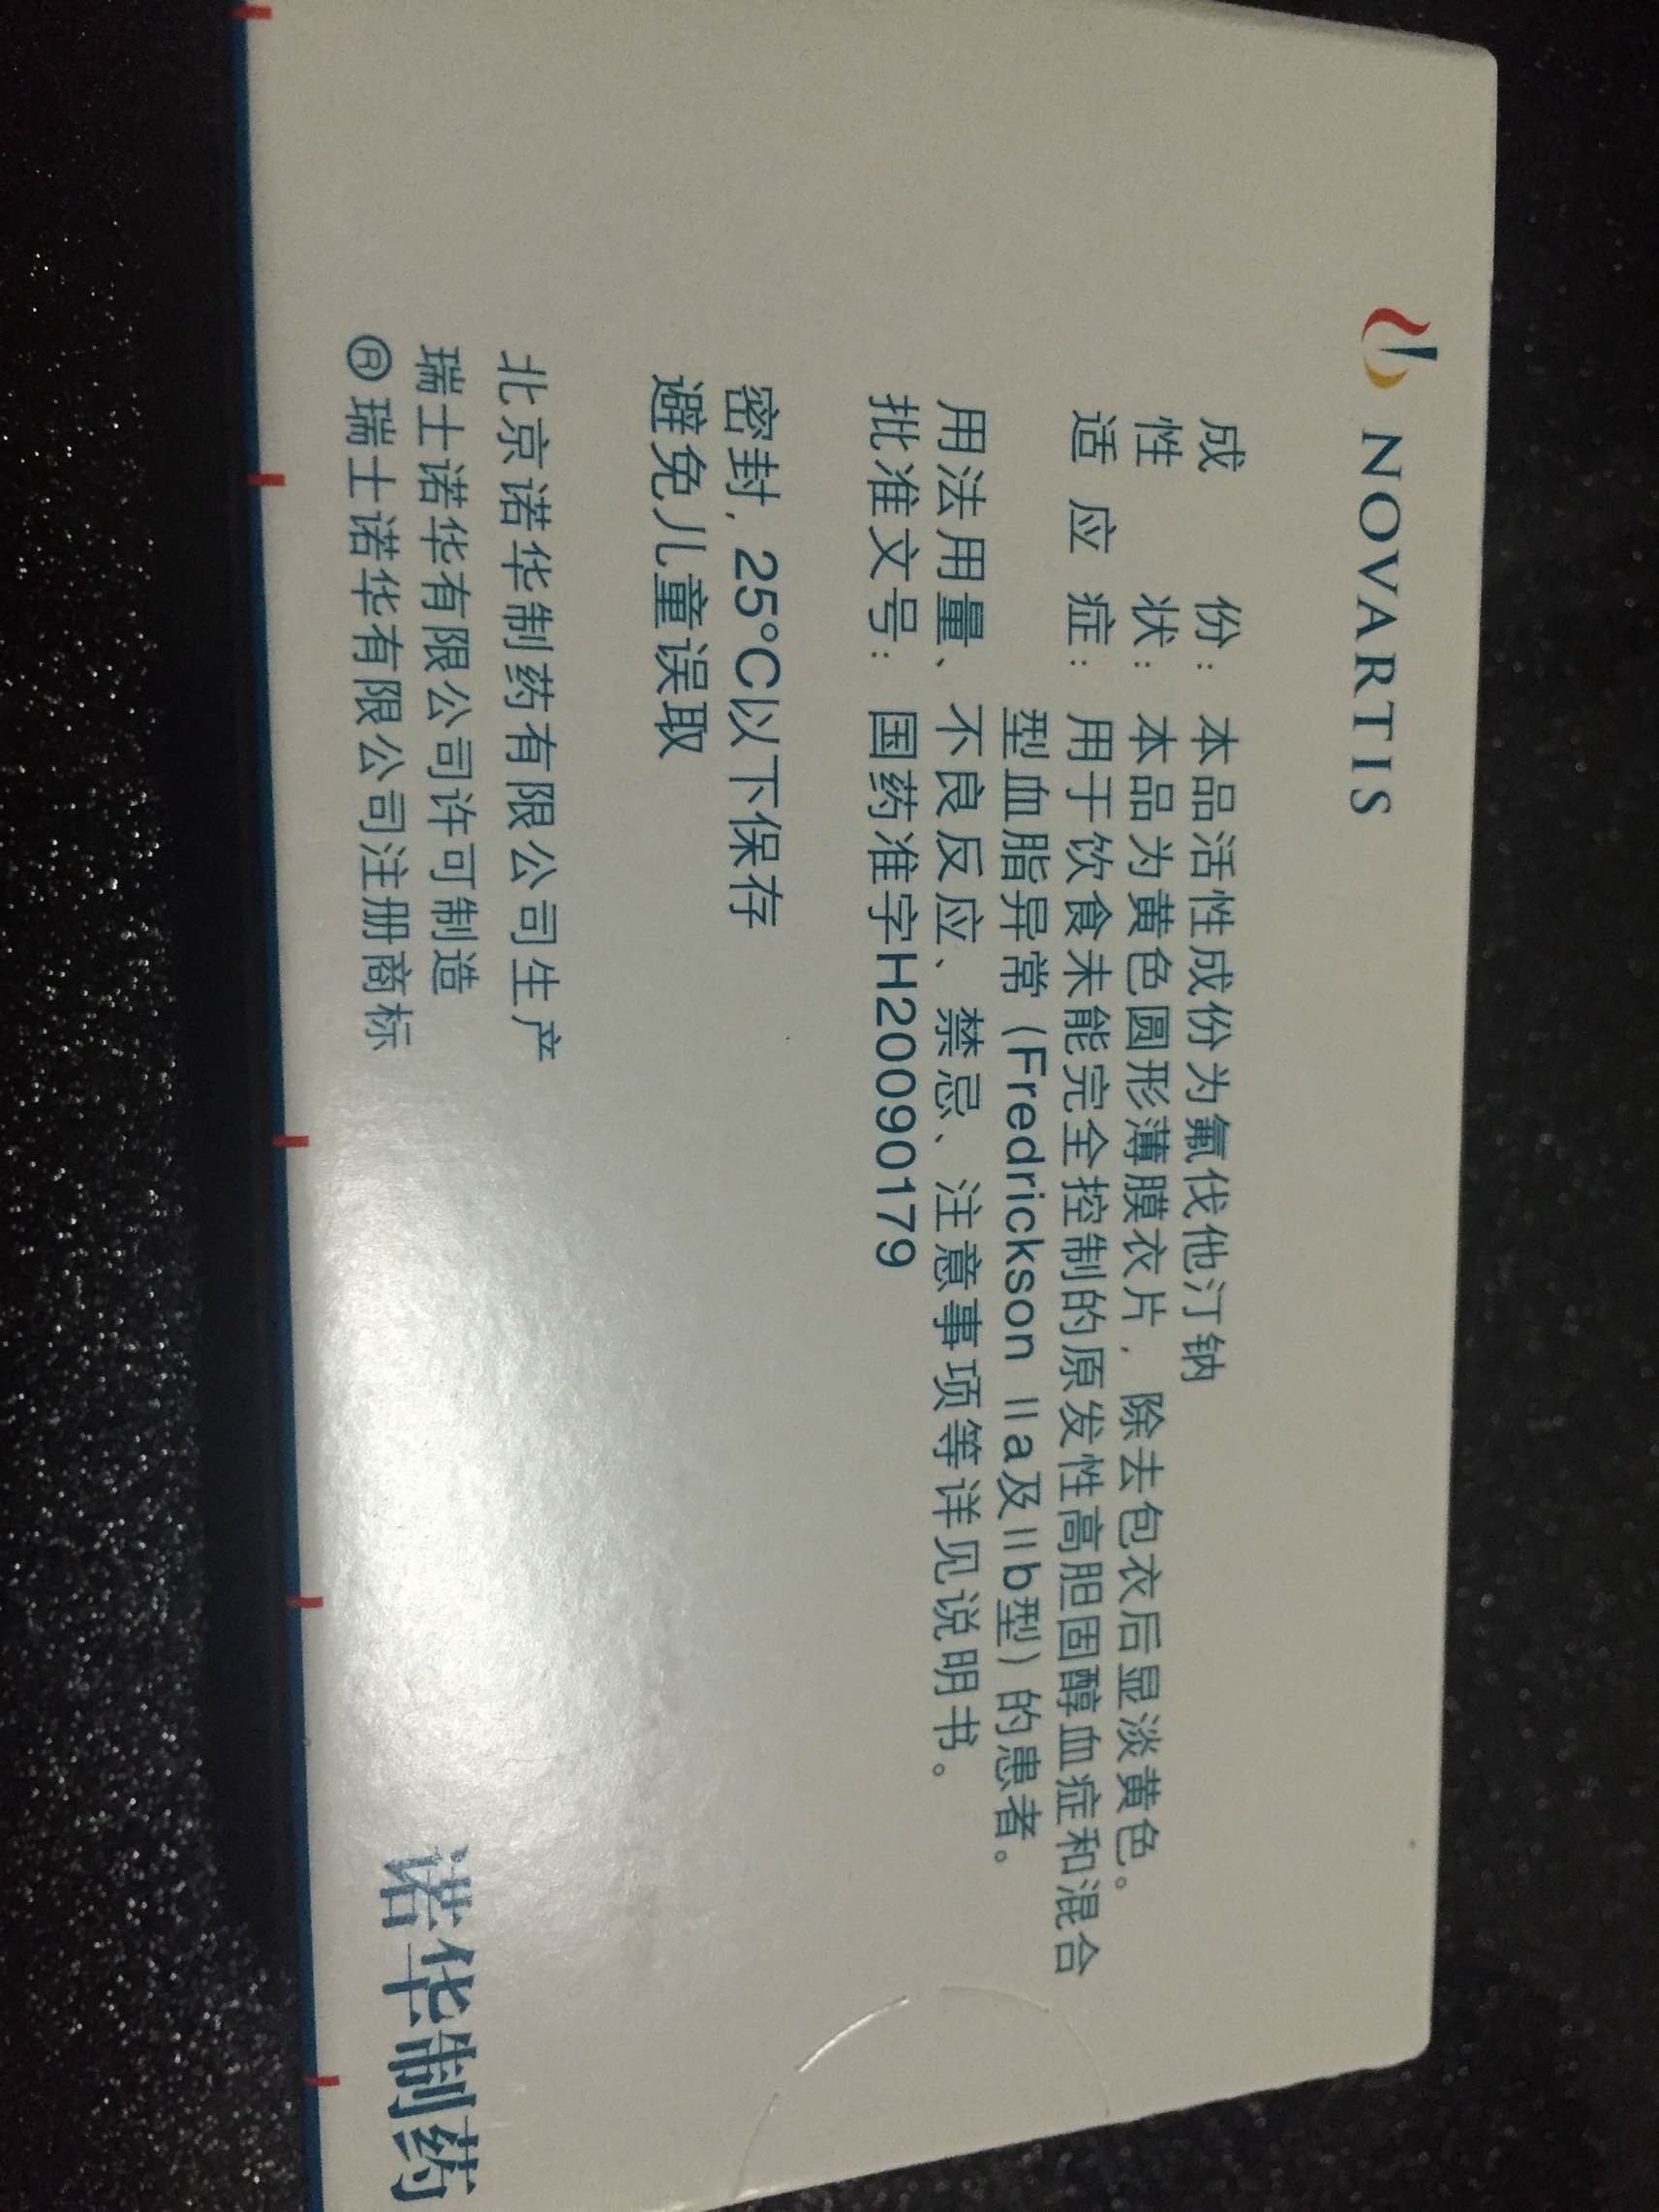 NOVARTIS
成 份：本品活性成份为氟伐他汀钠
性 状：本品为黄色圆形薄膜衣片，除去包衣后显淡黄色。
适 应 症：用于饮食未能完全控制的原发性高胆固醇血症和混合
型血脂异常 (Fredrickson IIa及IIb型) 的患者。
用法用量、不良反应、禁忌、注意事项等详见说明书。
批准文号：国药准字H20090179
密封, 25°C以下保存
避免儿童误取
北京诺华制药有限公司生产
瑞士诺华有限公司许可制造
®瑞士诺华有限公司注册商标
诺华制药